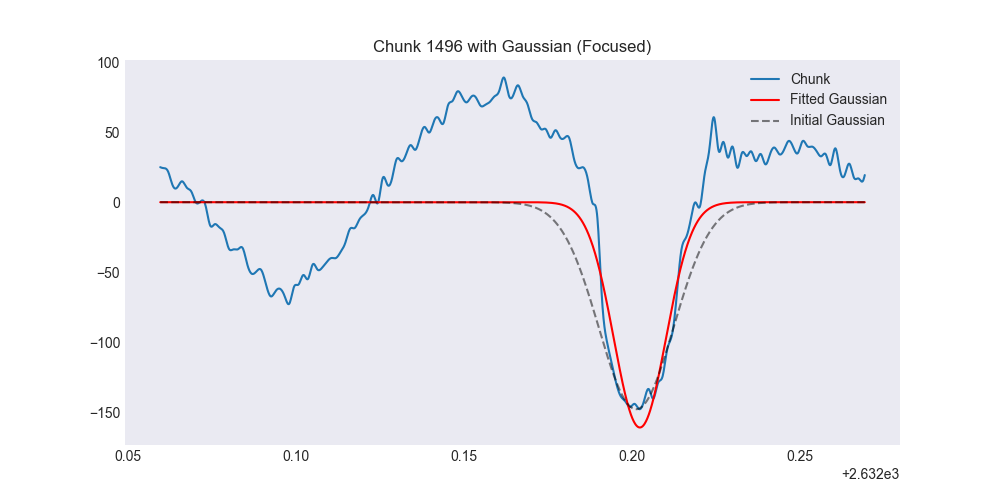 Chunk 1496 with Gaussian (Focused)
100
50
0
−50
−100
−150
Chunk
Fitted Gaussian
Initial Gaussian
0.05 0.10 0.15 0.20 0.25
+2.632e3